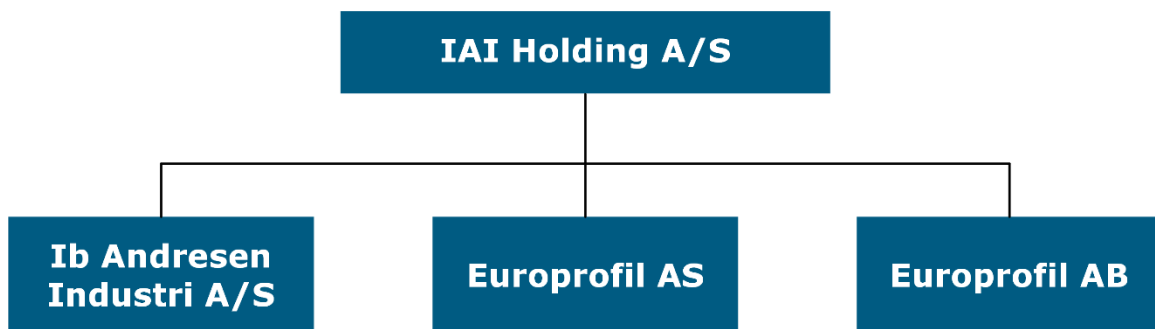 IAI Holding A/S
Ib Andresen
Industri A/S
Europrofil AS
Europrofil AB